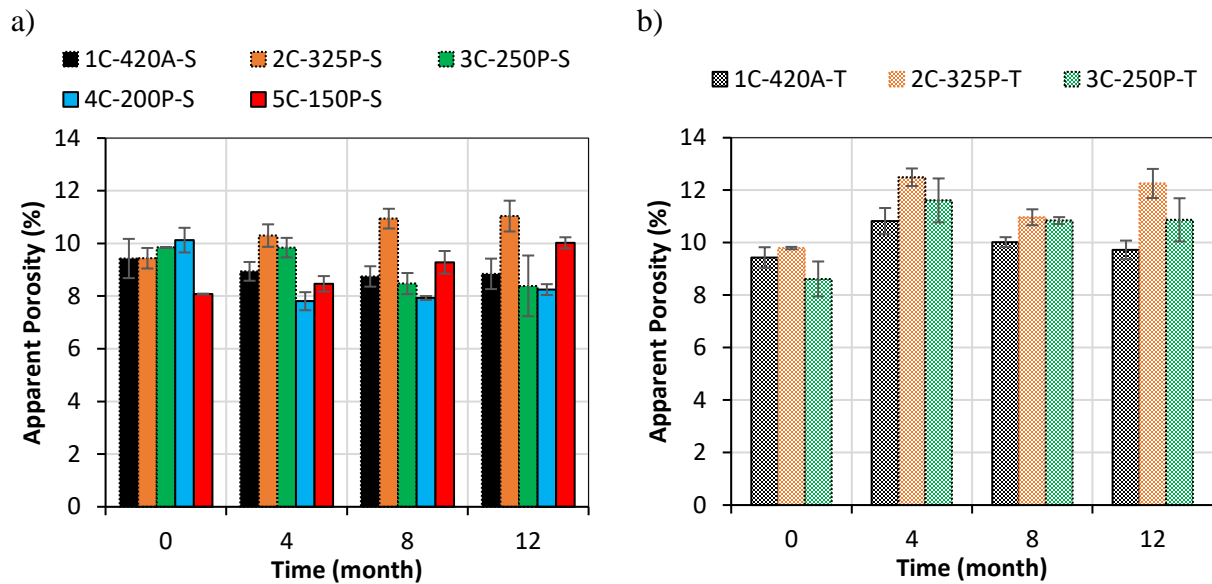 a)
1C-420A-S 2C-325P-S 3C-250P-S
4C-200P-S 5C-150P-S
14
12
10
8
6
4
2
0
Apparent Porosity (%)
0 4 8 12
Time (month)
b)
1C-420A-T 2C-325P-T 3C-250P-T
14
12
10
8
6
4
2
0
Apparent Porosity (%)
0 4 8 12
Time (month)